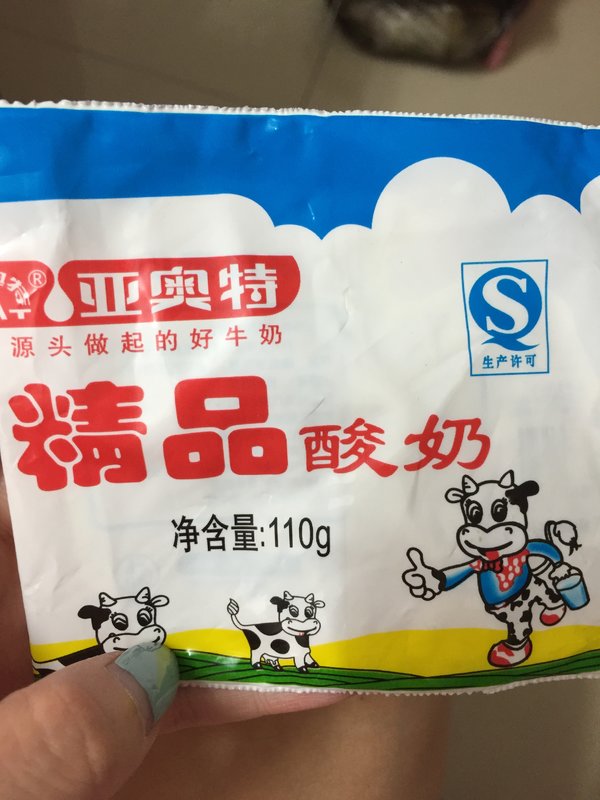 亚奥特
源头做起的好牛奶
精品酸奶
净含量:110g
生产许可